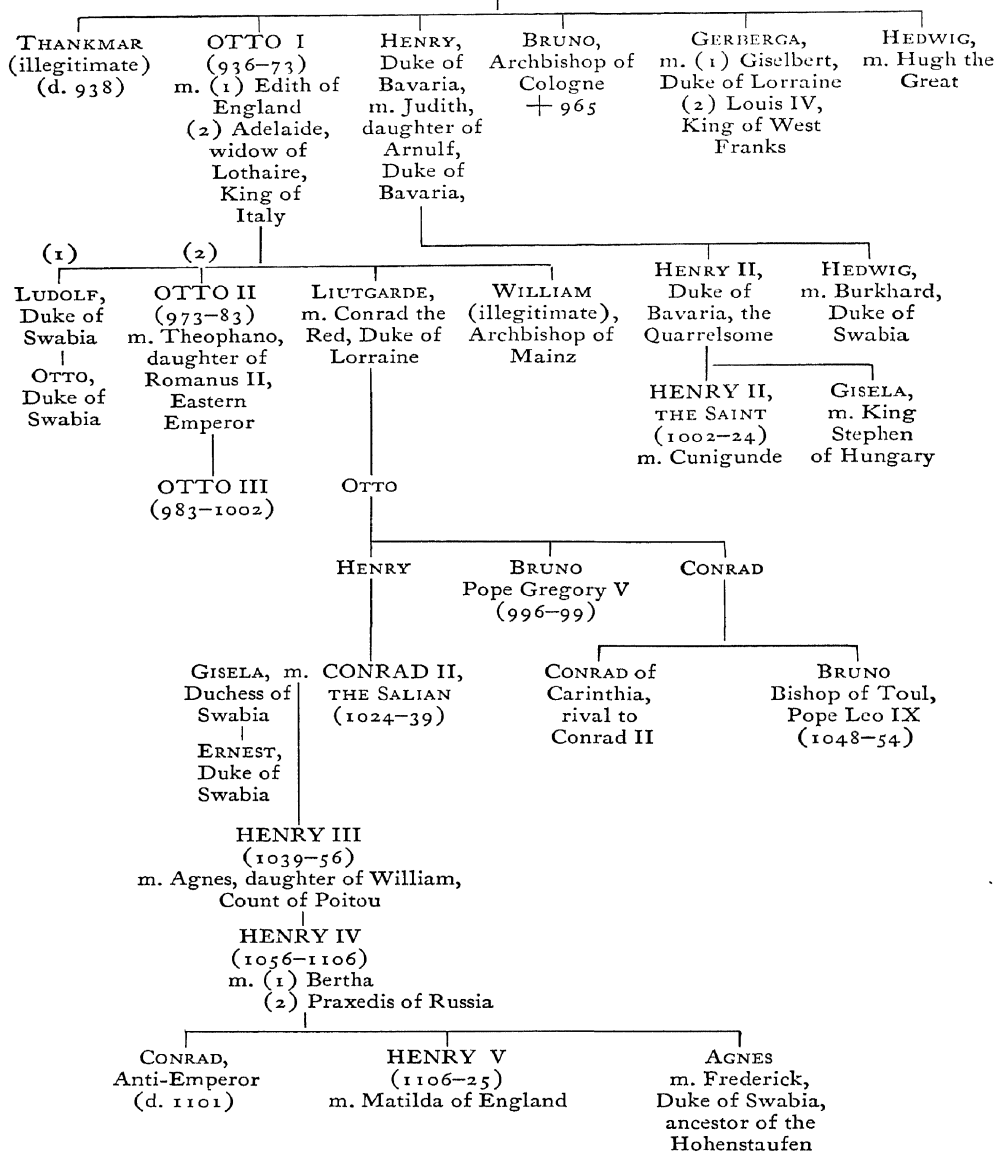 THANKMAR
(illegitimate)
(d. 938)
OTTO I
(936–73)
m. (1) Edith of
England
(2) Adelaide,
widow of
Lothaire,
King of
Italy
HENRY,
Duke of
Bavaria,
m. Judith,
daughter of
Arnulf,
Duke of
Bavaria,
BRUNO,
Archbishop of
Cologne
+ 965
GERBERGA,
m. (1) Giselbert,
Duke of Lorraine
(2) Louis IV,
King of West
Franks
HEDWIG,
m. Hugh the
Great
(1)
LUDOLF,
Duke of
Swabia
OTTO,
Duke of
Swabia
(2)
OTTO II
(973–83)
m. Theophano,
daughter of
Romanus II,
Eastern
Emperor
OTTO III
(983–1002)
LIUTGARDE,
m. Conrad the
Red, Duke of
Lorraine
WILLIAM
(illegitimate),
Archbishop of
Mainz
HENRY II,
Duke of
Bavaria, the
Quarrelsome
HEDWIG,
m. Burkhard,
Duke of
Swabia
HENRY II,
THE SAINT
(1002–24)
m. Cunigunde
GISELA,
m. King
Stephen
of Hungary
OTTO
HENRY
BRUNO
Pope Gregory V
(996–99)
CONRAD
GISELA, m. CONRAD II,
Duchess of
Swabia
THE SALIAN
(1024–39)
ERNEST,
Duke of
Swabia
CONRAD of
Carinthia,
rival to
Conrad II
BRUNO
Bishop of Toul,
Pope Leo IX
(1048–54)
HENRY III
(1039–56)
m. Agnes, daughter of William,
Count of Poitou
HENRY IV
(1056–1106)
m. (1) Bertha
(2) Praxedis of Russia
CONRAD,
Anti-Emperor
(d. 1101)
HENRY V
(1106–25)
m. Matilda of England
AGNES
m. Frederick,
Duke of Swabia,
ancestor of the
Hohenstaufen